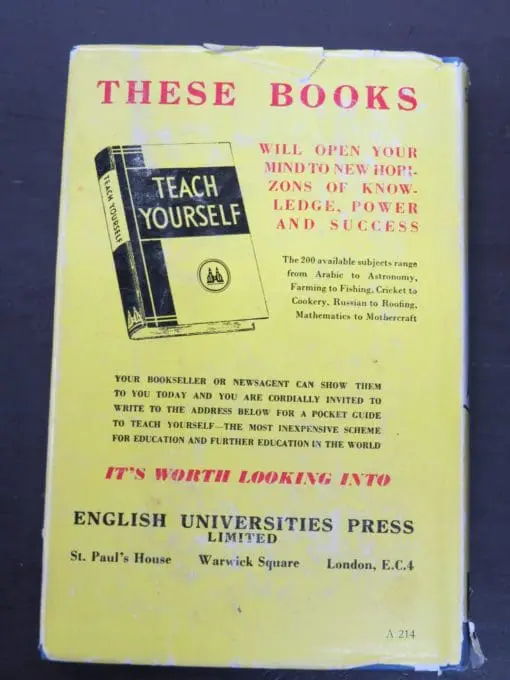 THESE BOOKS
WILL OPEN YOUR
MIND TO NEW HORI-
ZONS OF KNOW-
LEDGE, POWER
AND SUCCESS
TEACH YOURSELF
TEACH
YOURSELF
The 200 available subjects range
from Arabic to Astronomy,
Farming to Fishing, Cricket to
Cookery, Russian to Roofing,
Mathematics to Mothercraft
YOUR BOOKSELLER OR NEWSAGENT CAN SHOW THEM
TO YOU TODAY AND YOU ARE CORDIALLY INVITED TO
WRITE TO THE ADDRESS BELOW FOR A POCKET GUIDE
TO TEACH YOURSELF—THE MOST INEXPENSIVE SCHEME
FOR EDUCATION AND FURTHER EDUCATION IN THE WORLD
IT'S WORTH LOOKING INTO
ENGLISH UNIVERSITIES PRESS
LIMITED
St. Paul's House Warwick Square London, E.C.4
A 214